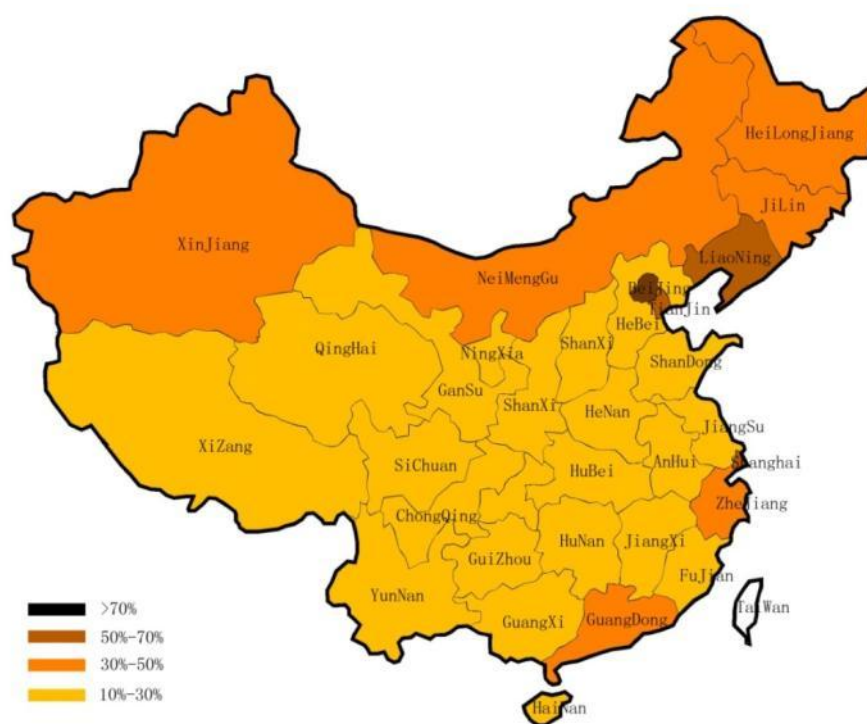 HeiLongJiang
JiLin
XinJiang
LiaoNing
NeiMengGu
BeiJing
TianJin
HeBei
QingHai
NingXia
ShanXi
ShanDong
GanSu
ShanXi
HeNan
JiangSu
XiZang
SiChuan
HuBei
AnHui
Shanghai
ZheJiang
ChongQing
GuiZhou
HuNan
JiangXi
FuJian
YunNan
GuangXi
GuangDong
TaiWan
HaiNan
>70%
50%-70%
30%-50%
10%-30%